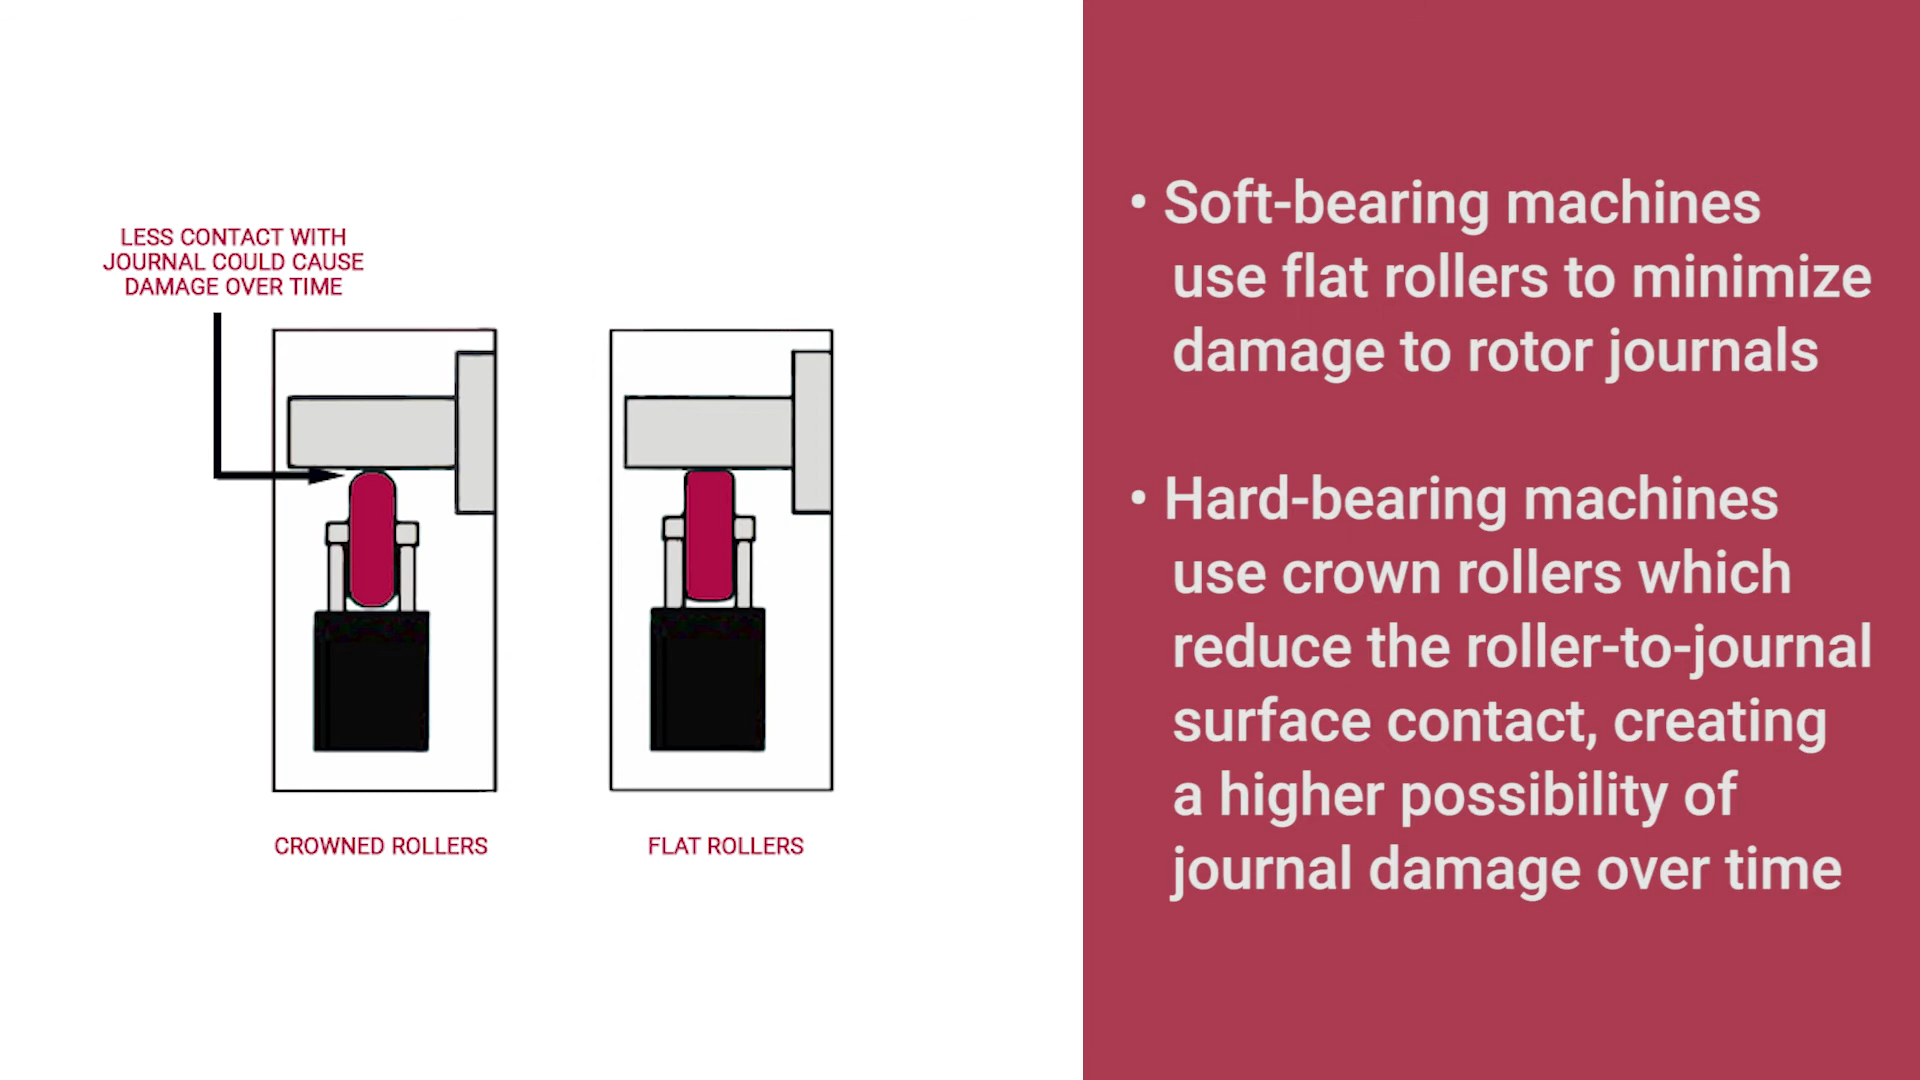 LESS CONTACT WITH
JOURNAL COULD CAUSE
DAMAGE OVER TIME
CROWNED ROLLERS
FLAT ROLLERS
• Soft-bearing machines
use flat rollers to minimize
damage to rotor journals
• Hard-bearing machines
use crown rollers which
reduce the roller-to-journal
surface contact, creating
a higher possibility of
journal damage over time